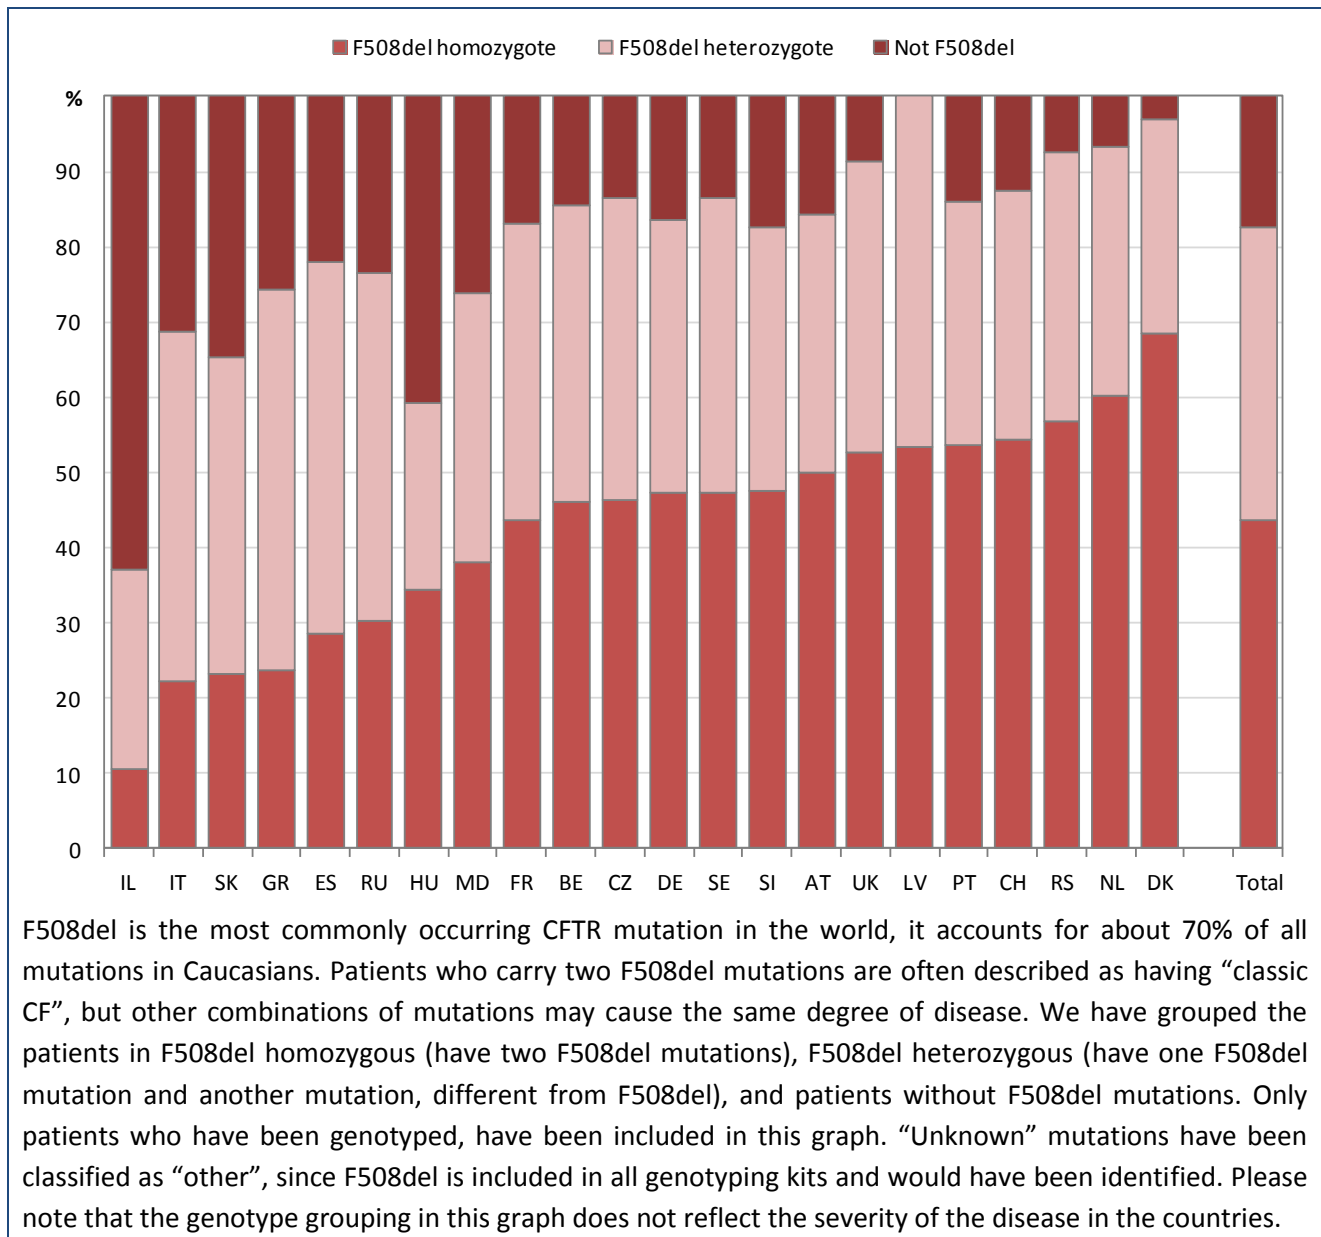 F508del homozygote F508del heterozygote Not F508del
%
90
80
70
60
50
40
30
20
10
0
IL IT SK GR ES RU HU MD FR BE CZ DE SE SI AT UK LV PT CH RS NL DK Total
F508del is the most commonly occurring CFTR mutation in the world, it accounts for about 70% of all
mutations in Caucasians. Patients who carry two F508del mutations are often described as having “classic
CF”, but other combinations of mutations may cause the same degree of disease. We have grouped the
patients in F508del homozygous (have two F508del mutations), F508del heterozygous (have one F508del
mutation and another mutation, different from F508del), and patients without F508del mutations. Only
patients who have been genotyped, have been included in this graph. “Unknown” mutations have been
classified as “other”, since F508del is included in all genotyping kits and would have been identified. Please
note that the genotype grouping in this graph does not reflect the severity of the disease in the countries.